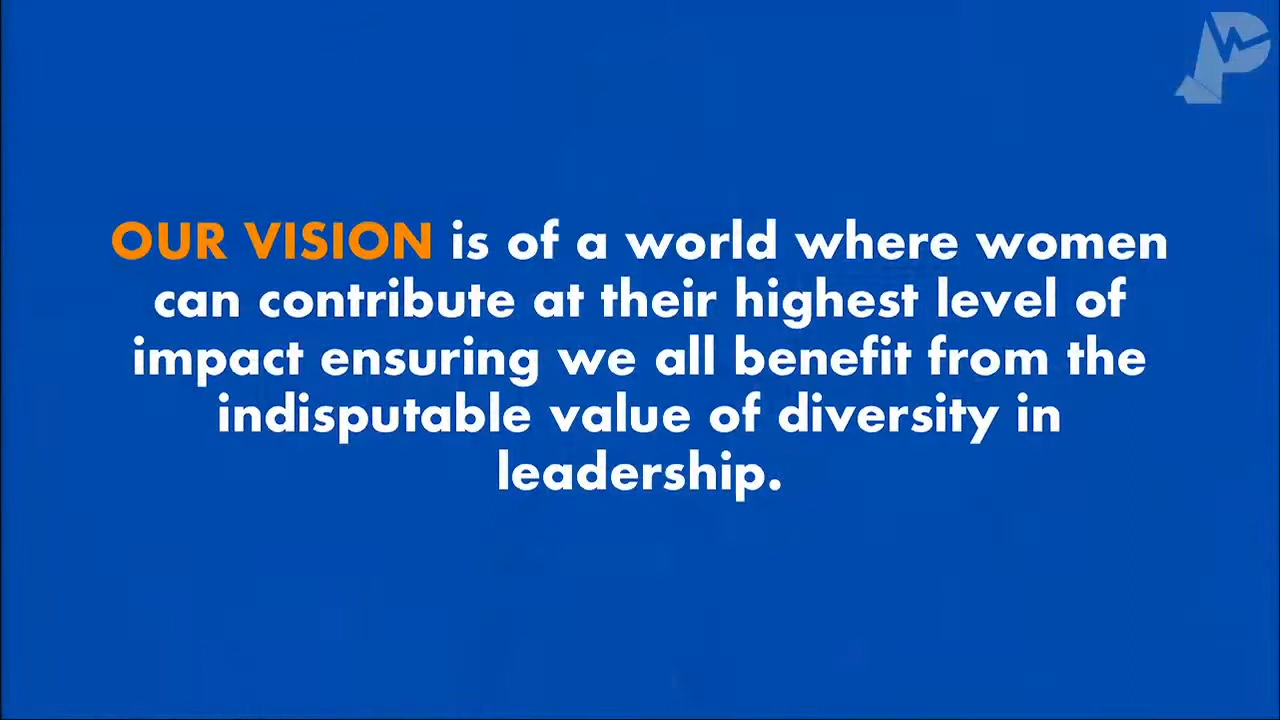 OUR VISION is of a world where women
can contribute at their highest level of
impact ensuring we all benefit from the
indisputable value of diversity in
leadership.